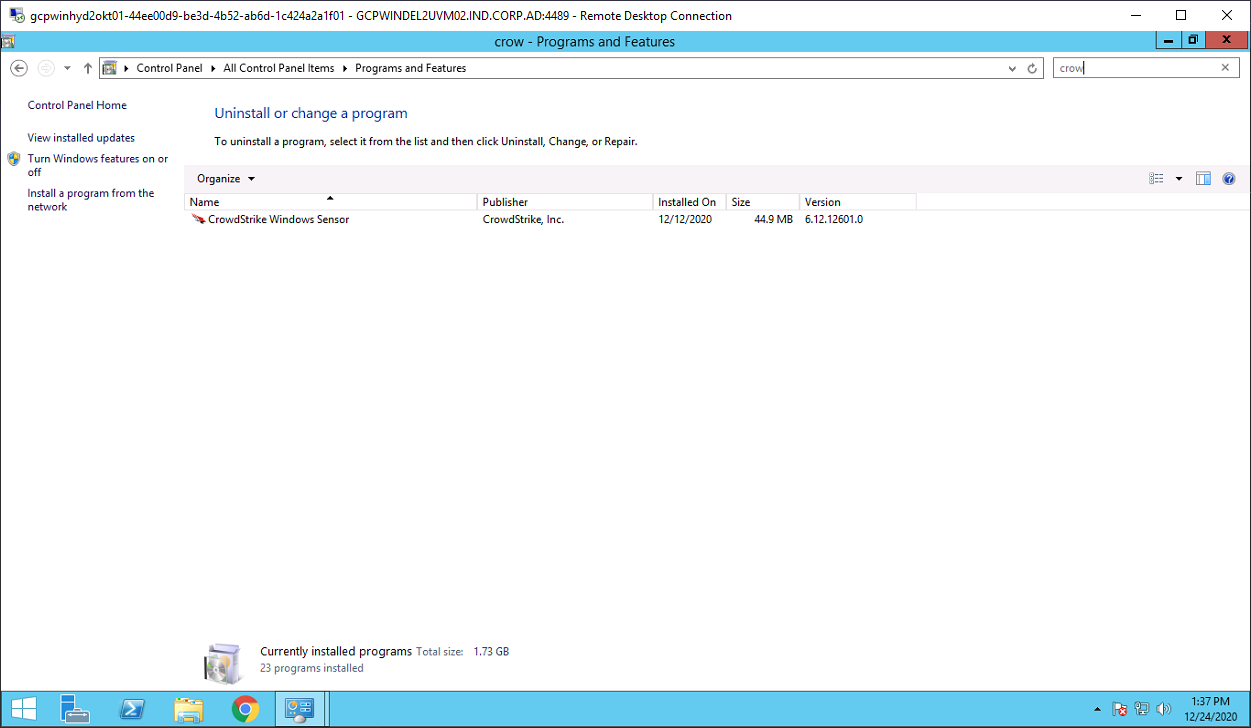 gcpwinhyd2okt01-44ee00d9-be3d-4b52-ab6d-1c424a2a1f01 - GCPWINDEL2UVM02.IND.CORP.AD:4489 - Remote Desktop Connection
crow - Programs and Features
Control Panel All Control Panel Items Programs and Features
crow
Control Panel Home
View installed updates
Turn Windows features on or
off
Install a program from the
network
Uninstall or change a program
To uninstall a program, select it from the list and then click Uninstall, Change, or Repair.
Organize
Name Publisher Installed On Size Version
CrowdStrike Windows Sensor CrowdStrike, Inc. 12/12/2020 44.9 MB 6.12.12601.0
Currently installed programs Total size: 1.73 GB
23 programs installed
1:37 PM
12/24/2020